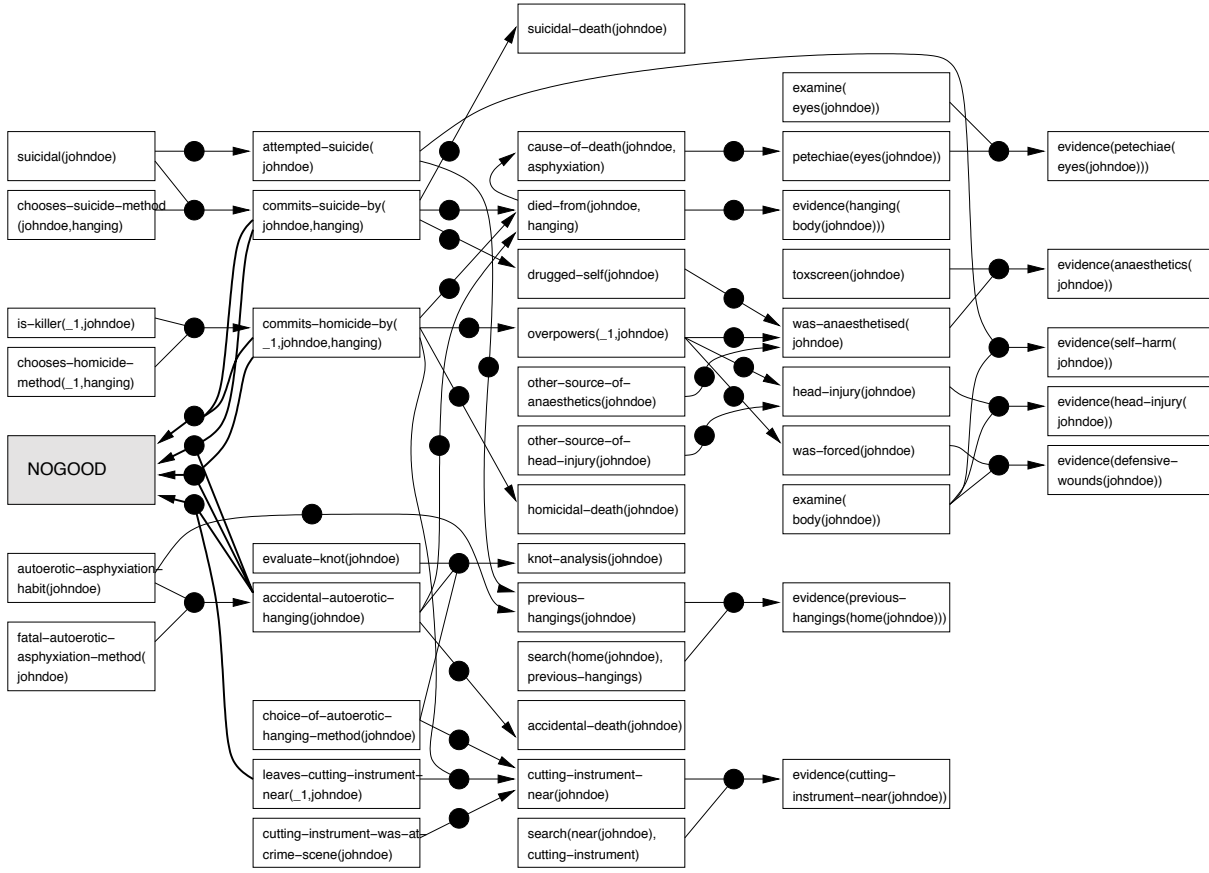 suicidal(johndoe)
chooses−suicide−method
(johndoe,hanging)
is−killer(_1,johndoe)
chooses−homicide−
method(_1,hanging)
NOGOOD
autoerotic−asphyxiation−
habit(johndoe)
fatal−autoerotic−
asphyxiation−method(
johndoe)
attempted−suicide(
johndoe)
commits−suicide−by(
johndoe,hanging)
commits−homicide−by(
_1,johndoe,hanging)
evaluate−knot(johndoe)
accidental−autoerotic−
hanging(johndoe)
choice−of−autoerotic−
hanging−method(johndoe)
leaves−cutting−instrument−
near(_1,johndoe)
cutting−instrument−was−at−
crime−scene(johndoe)
suicidal−death(johndoe)
cause−of−death(johndoe,
asphyxiation)
died−from(johndoe,
hanging)
drugged−self(johndoe)
overpowers(_1,johndoe)
other−source−of−
anaesthetics(johndoe)
other−source−of−
head−injury(johndoe)
homicidal−death(johndoe)
knot−analysis(johndoe)
previous−
hangings(johndoe)
search(home(johndoe),
previous−hangings)
accidental−death(johndoe)
cutting−instrument−
near(johndoe)
search(near(johndoe),
cutting−instrument)
examine(
eyes(johndoe))
petechiae(eyes(johndoe))
evidence(hanging(
body(johndoe)))
toxscreen(johndoe)
was−anaesthetised(
johndoe)
head−injury(johndoe)
was−forced(johndoe)
examine(
body(johndoe))
evidence(previous−
hangings(home(johndoe)))
evidence(cutting−
instrument−near(johndoe))
evidence(petechiae(
eyes(johndoe)))
evidence(anaesthetics(
johndoe))
evidence(self−harm(
johndoe))
evidence(head−injury(
johndoe))
evidence(defensive−
wounds(johndoe))